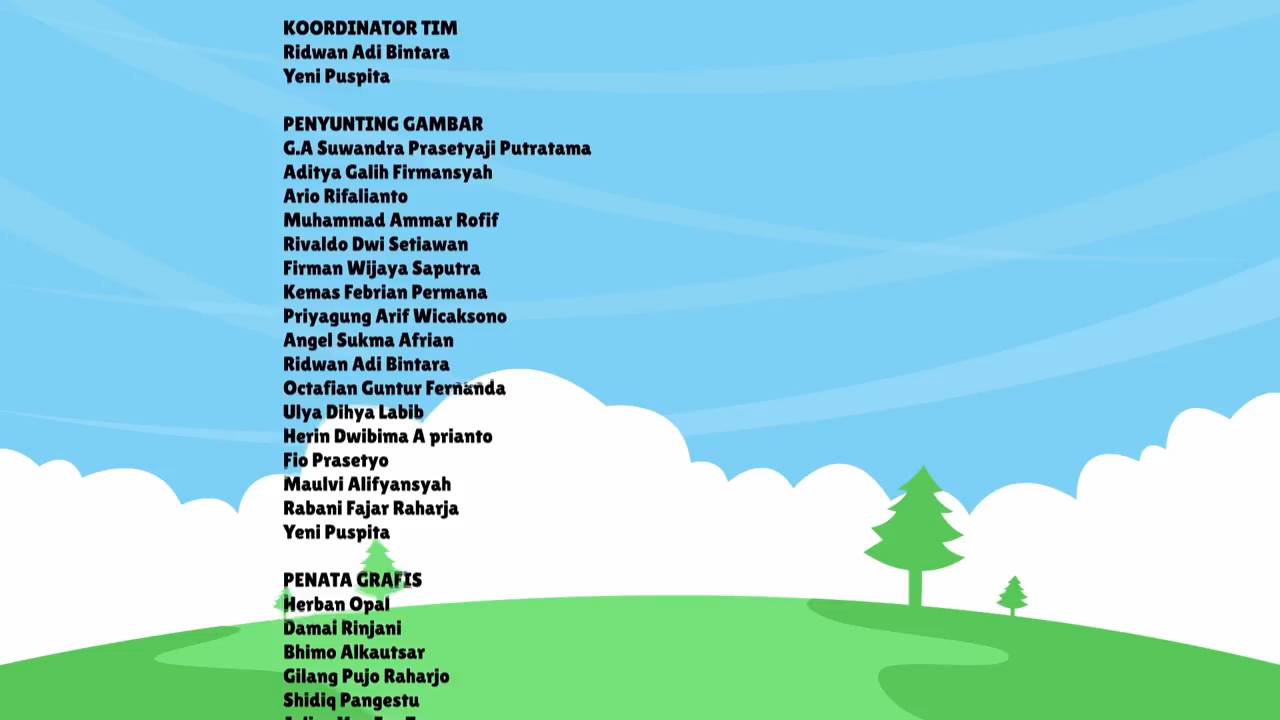 KOORDINATOR TIM
Ridwan Adi Bintara
Yeni Puspita
PENYUNTING GAMBAR
G.A Suwandra Prasetyaji Putratama
Aditya Galih Firmansyah
Ario Rifalianto
Muhammad Ammar Rofif
Rivaldo Dwi Setiawan
Firman Wijaya Saputra
Kemas Febrian Permana
Priyagung Arif Wicaksono
Angel Sukma Afrian
Ridwan Adi Bintara
Octafian Guntur Fernanda
Ulya Dihya Labib
Herin Dwibima A prianto
Fio Prasetyo
Maulvi Alifyansyah
Rabani Fajar Raharja
Yeni Puspita
PENATA GRAFIS
Herban Opal
Damai Rinjani
Bhimo Alkautsar
Gilang Pujo Raharjo
Shidiq Pangestu